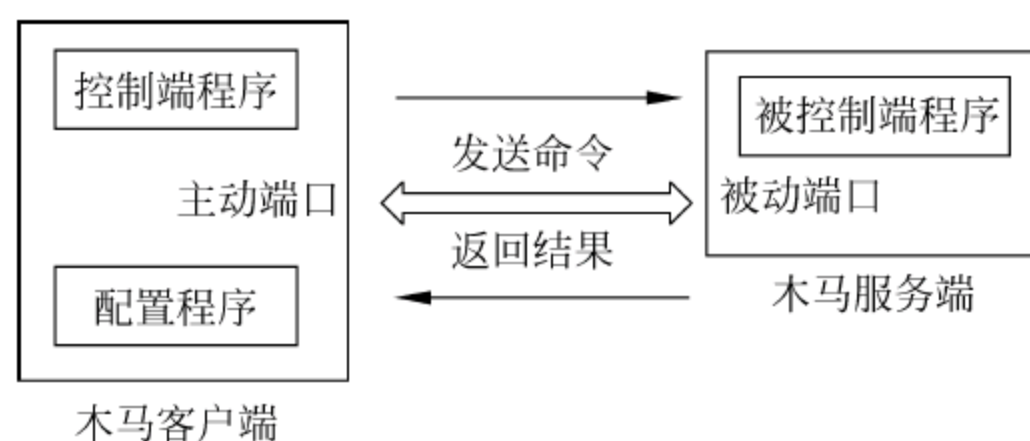 控制端程序
主动端口
配置程序
木马客户端
发送命令
返回结果
被控制端程序
被动端口
木马服务端